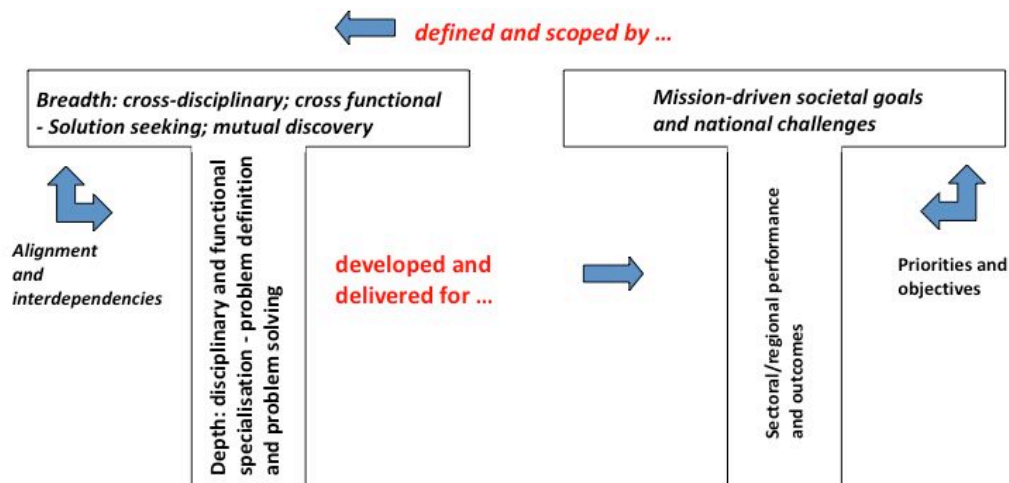 defined and scoped by ...
Breadth: cross-disciplinary; cross functional
- Solution seeking; mutual discovery
Mission-driven societal goals
and national challenges
Alignment
and
interdependencies
Depth: disciplinary and functional
specialisation - problem definition
and problem solving
developed and
delivered for ...
Sectoral/regional performance
and outcomes
Priorities and
objectives